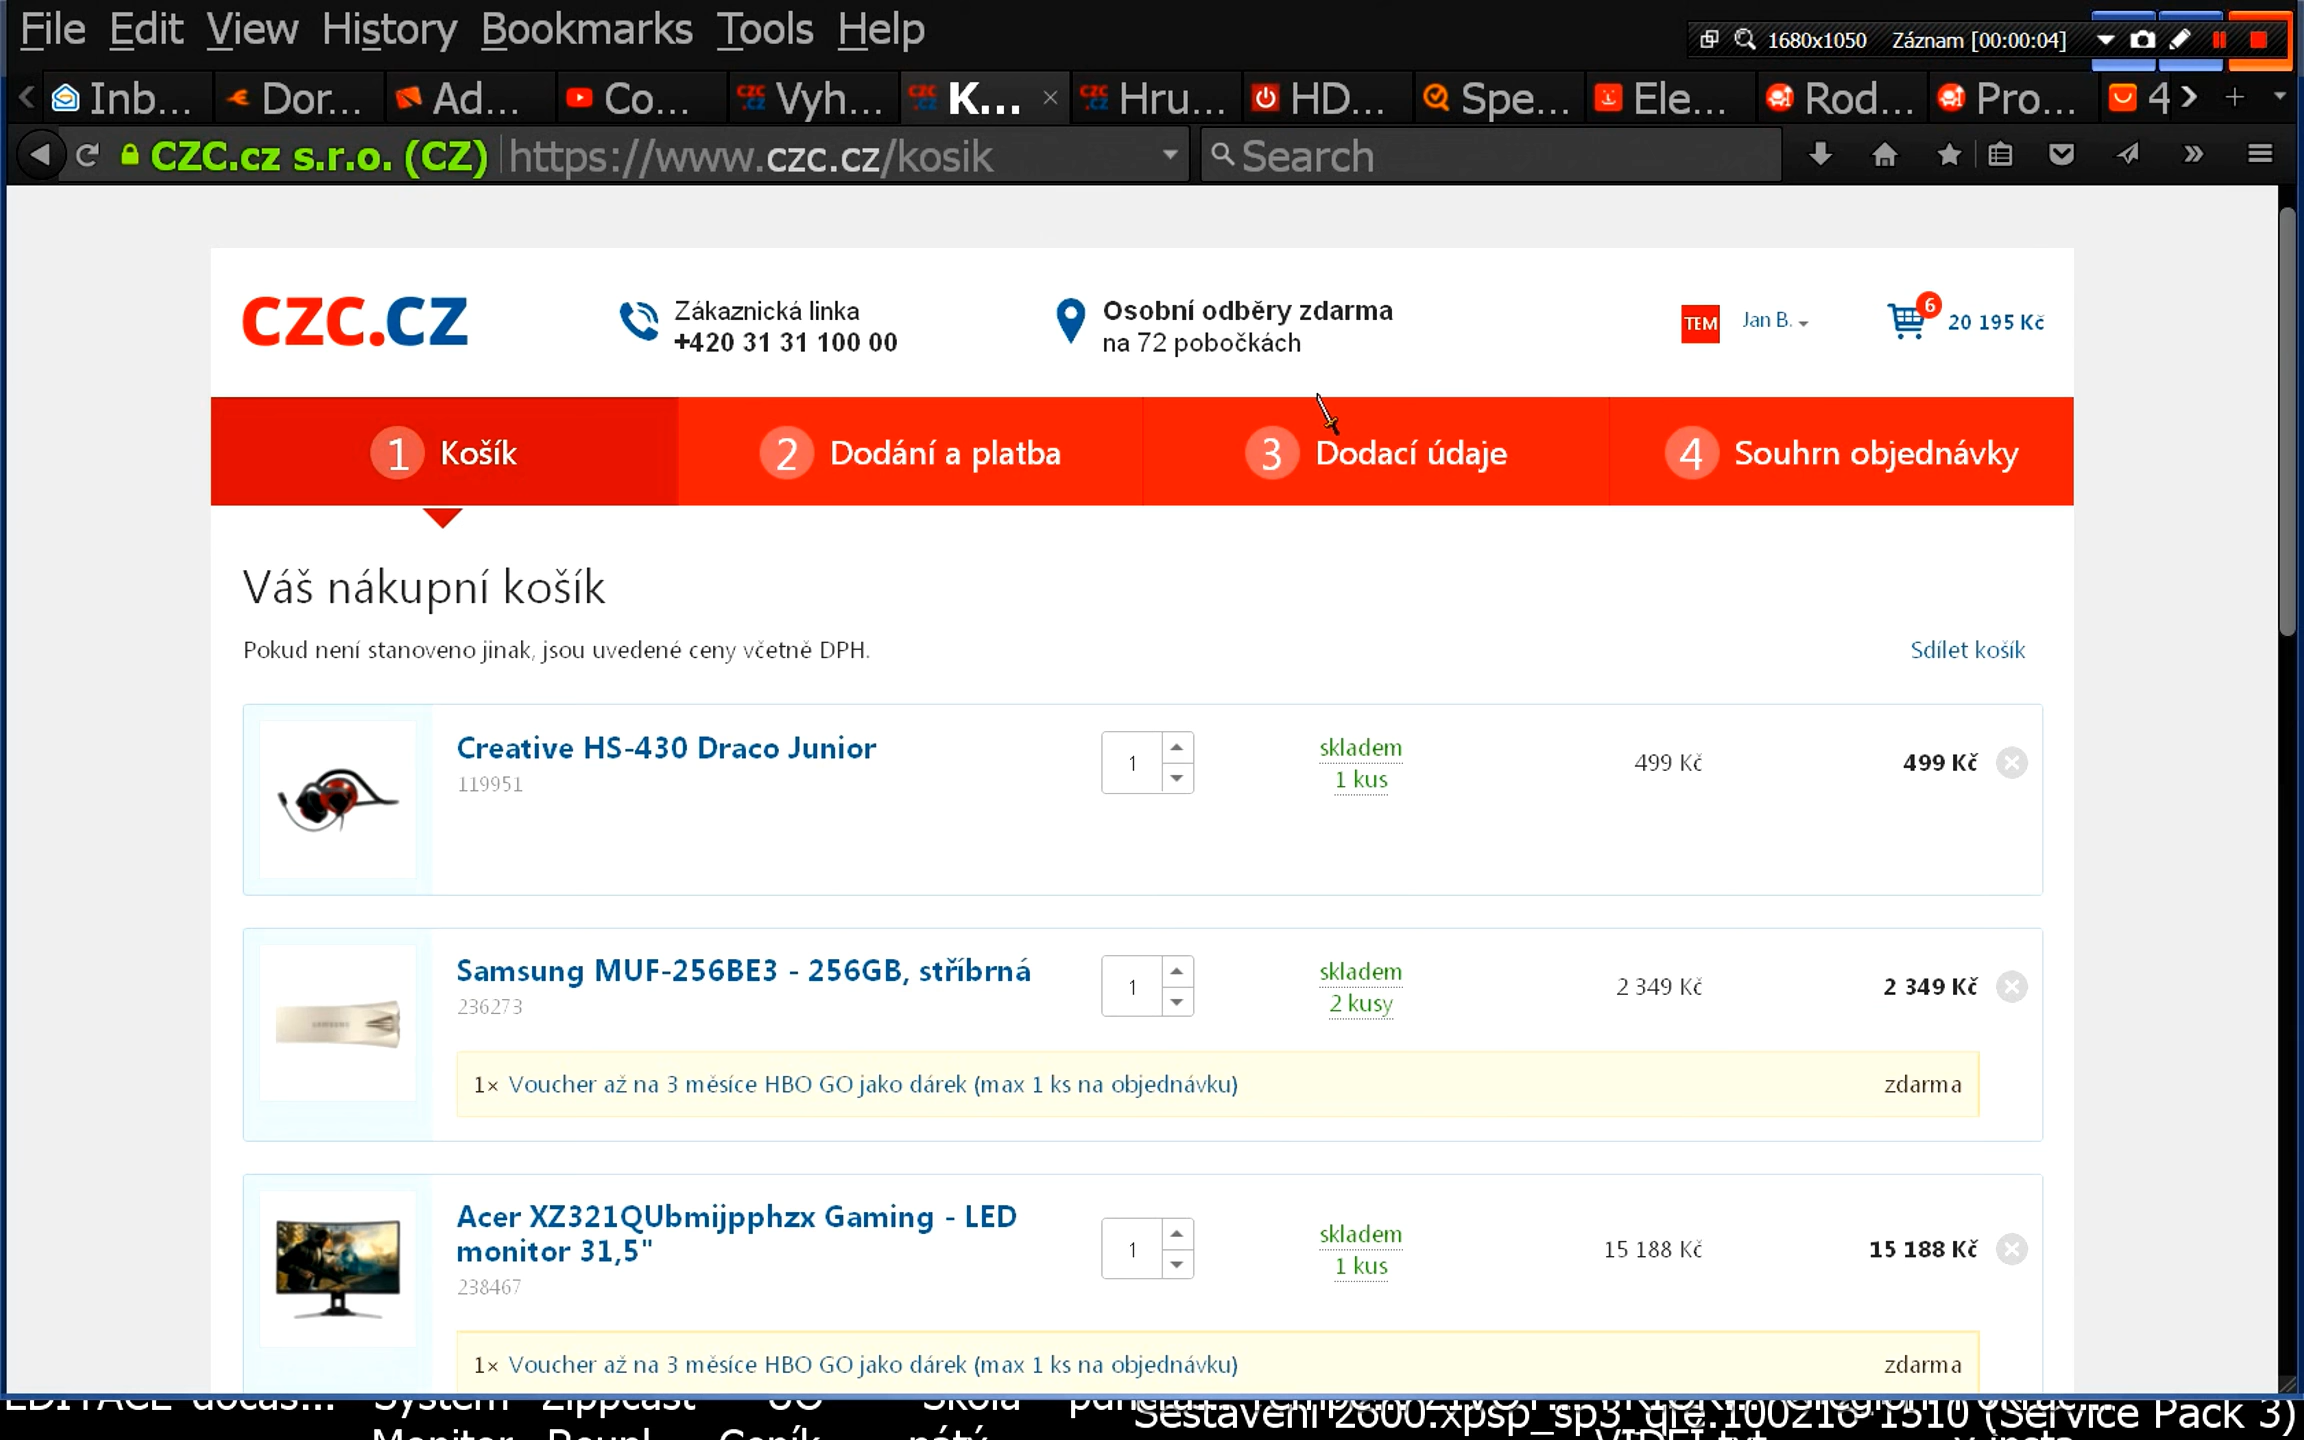 File Edit View History Bookmarks Tools Help
1680x1050 Záznam [00:00:04]
Inb... Dor... Ad... Co... Vyh... K... Hru... HD... Spe... Ele... Rod... Pro... 4
CZC.cz s.r.o. (CZ) https://www.czc.cz/kosik Search
CZC.CZ
Zákaznická linka
+420 31 31 100 00
Osobní odběry zdarma
na 72 pobočkách
TEM Jan B. 6 20 195 Kč
1 Košík 2 Dodání a platba 3 Dodací údaje 4 Souhrn objednávky
Váš nákupní košík
Pokud není stanoveno jinak, jsou uvedené ceny včetně DPH. Sdílet košík
Creative HS-430 Draco Junior
119951
1
skladem
1 kus
499 Kč 499 Kč
Samsung MUF-256BE3 - 256GB, stříbrná
236273
1
skladem
2 kusy
2 349 Kč 2 349 Kč
SAMSUNG
1× Voucher až na 3 měsíce HBO GO jako dárek (max 1 ks na objednávku) zdarma
Acer XZ321QUbmijpphzx Gaming - LED
monitor 31,5"
238467
1
skladem
1 kus
15 188 Kč 15 188 Kč
1× Voucher až na 3 měsíce HBO GO jako dárek (max 1 ks na objednávku) zdarma
Sestavení 2600.xpsp_sp3_qfe.100216-1510 (Service Pack 3)